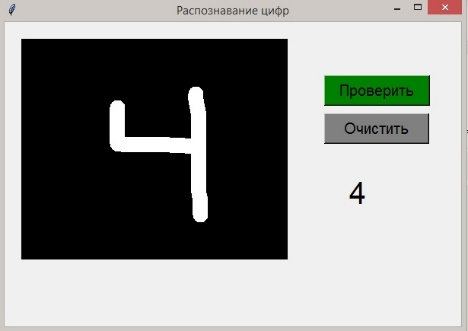 Распознавание цифр
4
Проверить
Очистить
4